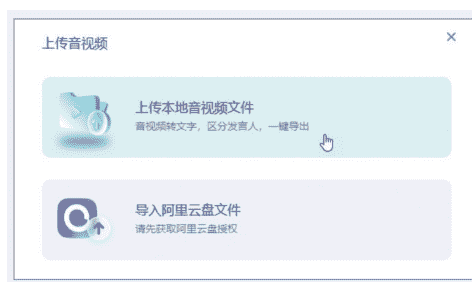 上传音视频
上传本地音视频文件
音视频转文字，区分发言人，一键导出
导入阿里云盘文件
请先获取阿里云盘授权